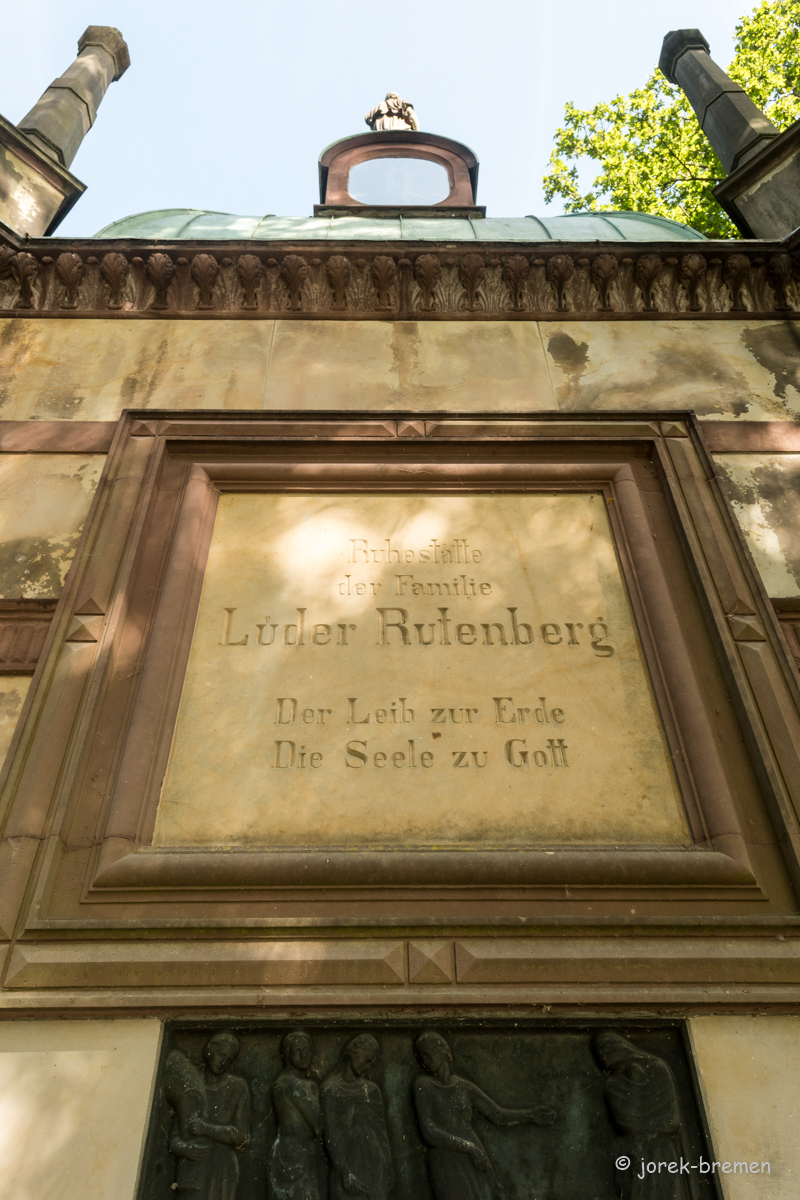 Ruhestätte
der Familie
Lüder Rutenberg
Der Leib zur Erde
Die Seele zu Gott
© jorek-bremen